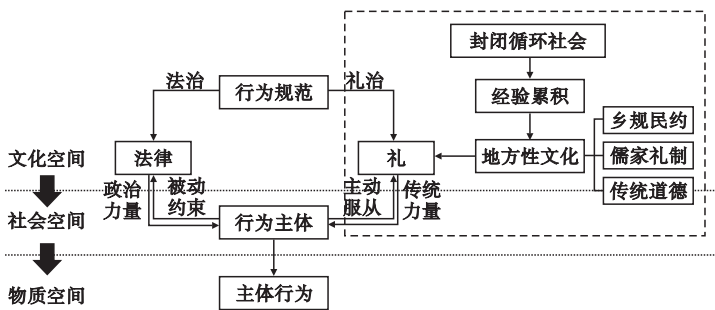 封闭循环社会
法治
行为规范
礼治
经验累积
乡规民约
文化空间
法律
礼
地方性文化
儒家礼制
政治
力量
被动
约束
主动
服从
传统
力量
传统道德
社会空间
行为主体
物质空间
主体行为